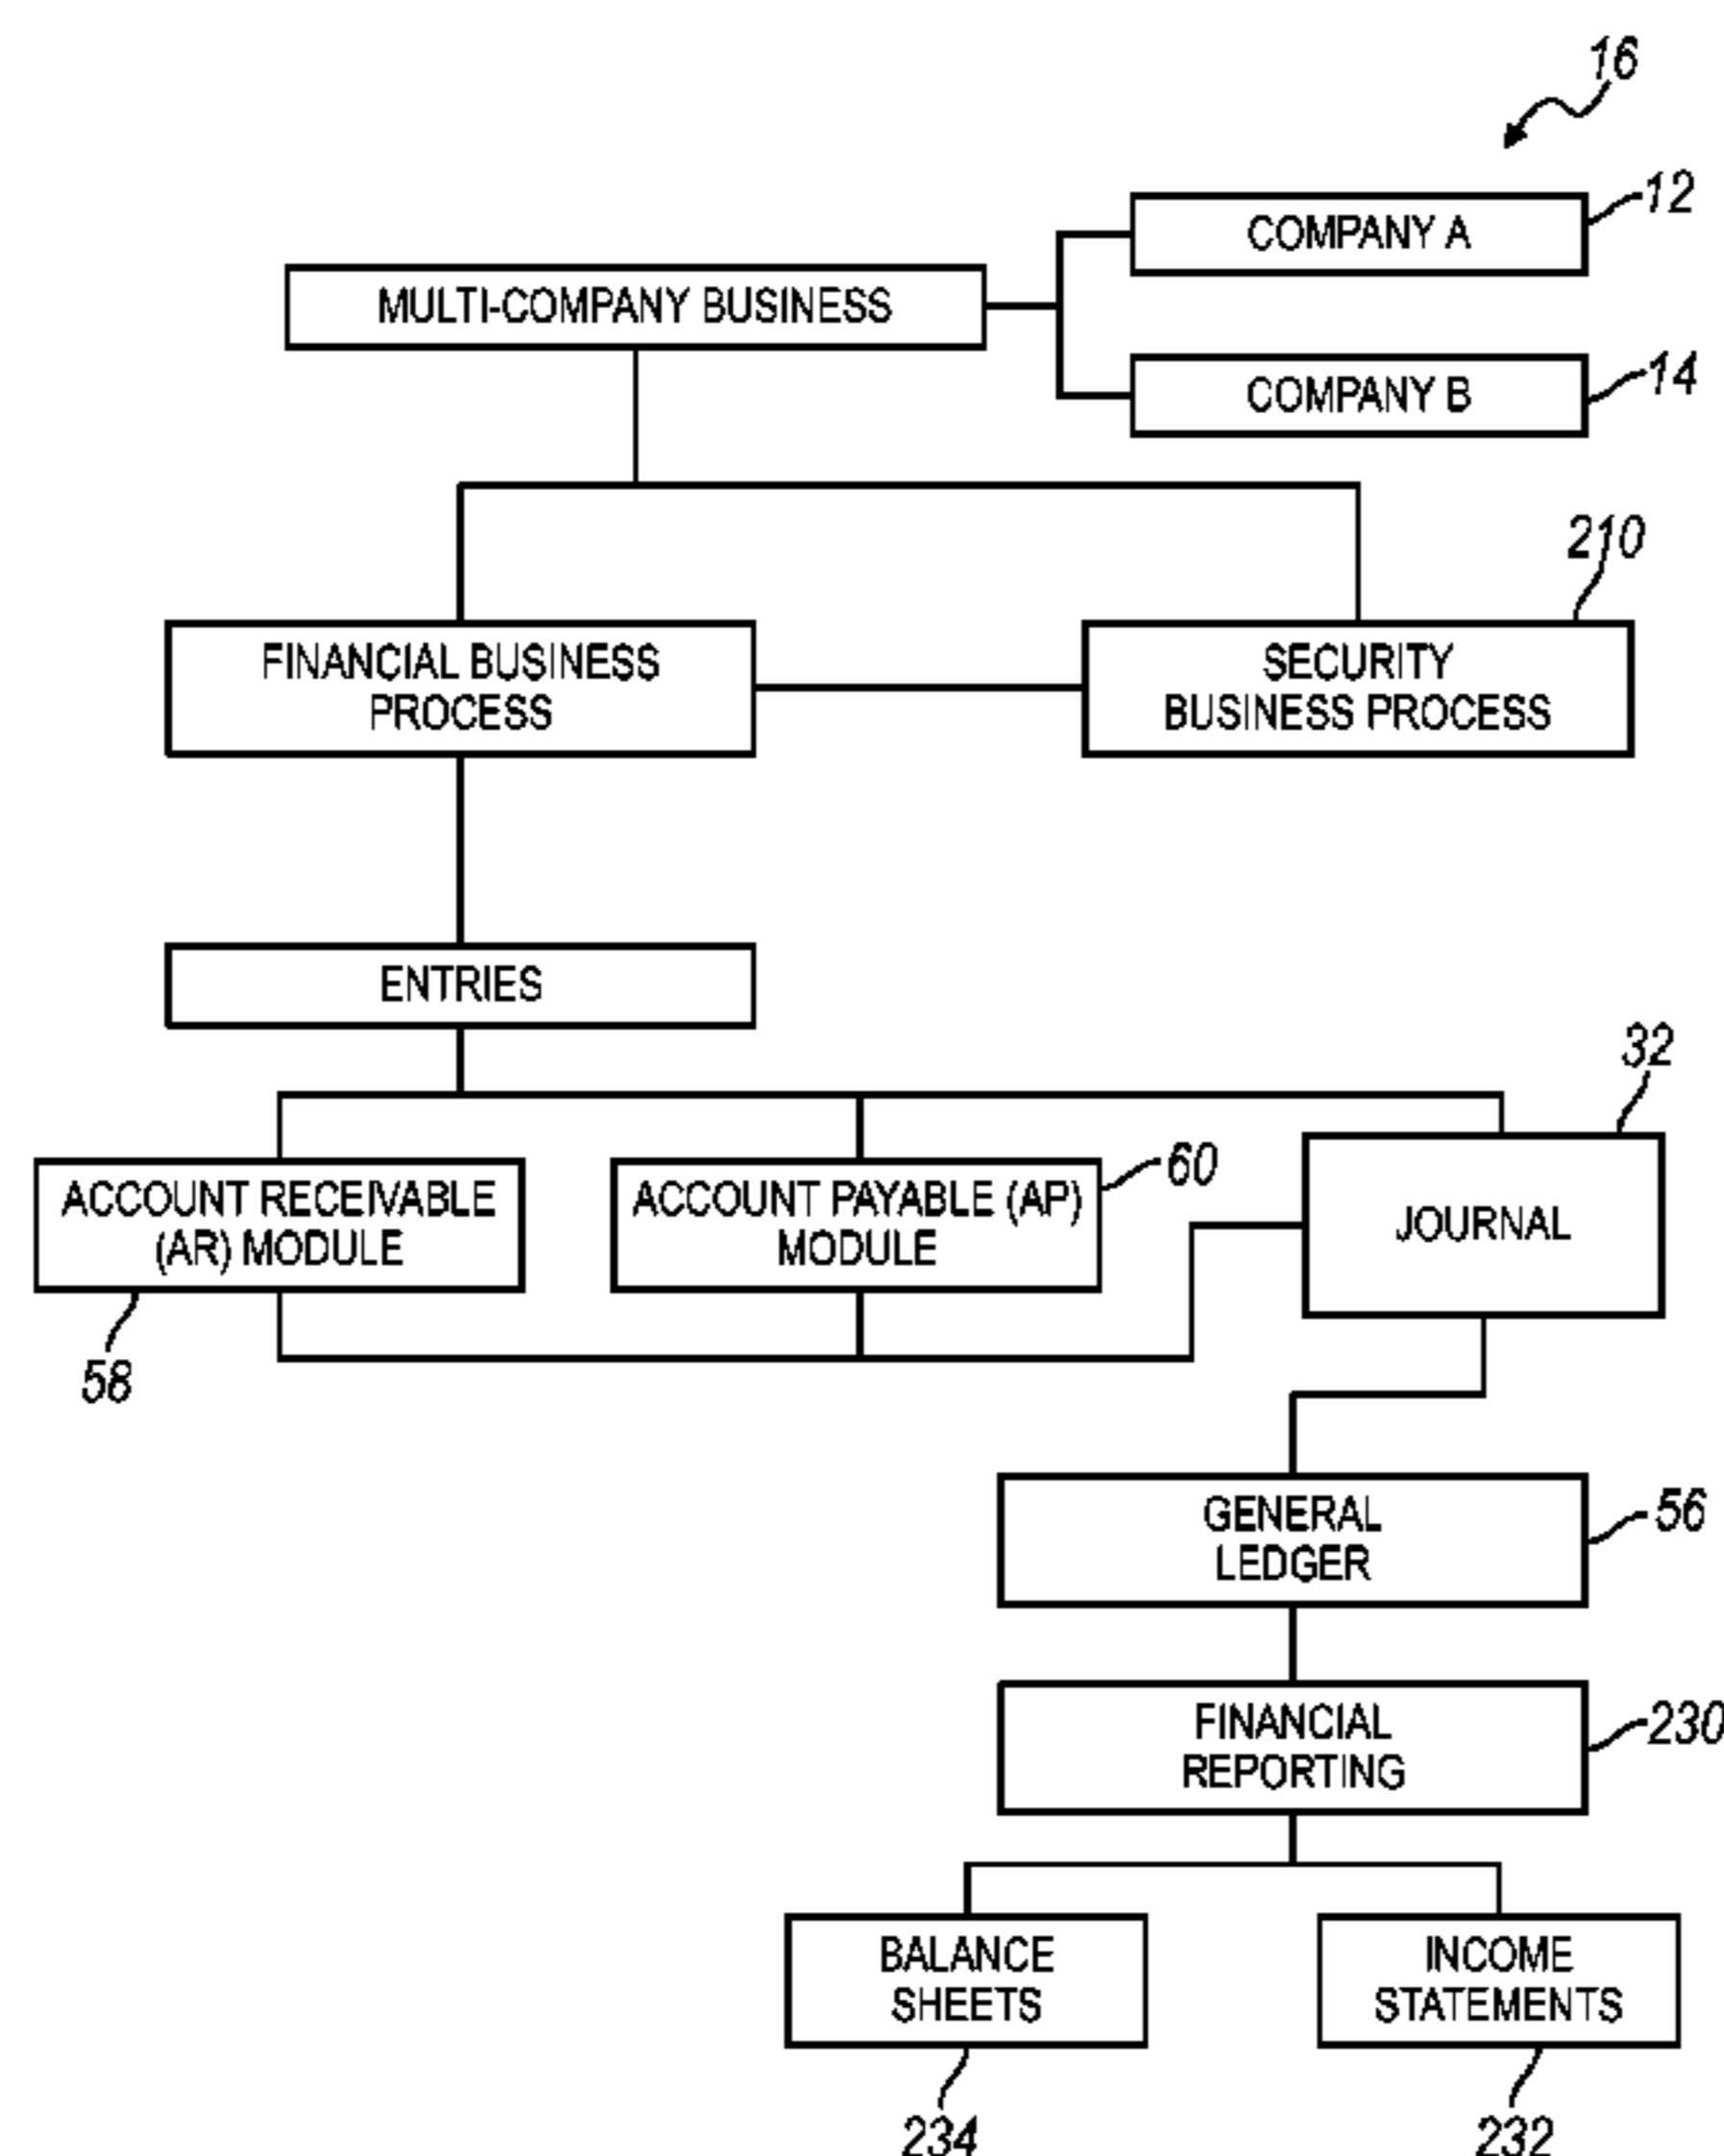 16
COMPANY A
12
MULTI-COMPANY BUSINESS
COMPANY B
14
210
FINANCIAL BUSINESS
PROCESS
SECURITY
BUSINESS PROCESS
ENTRIES
32
ACCOUNT RECEIVABLE
(AR) MODULE
58
ACCOUNT PAYABLE (AP)
MODULE
60
JOURNAL
GENERAL
LEDGER
56
FINANCIAL
REPORTING
230
BALANCE
SHEETS
INCOME
STATEMENTS
234
232